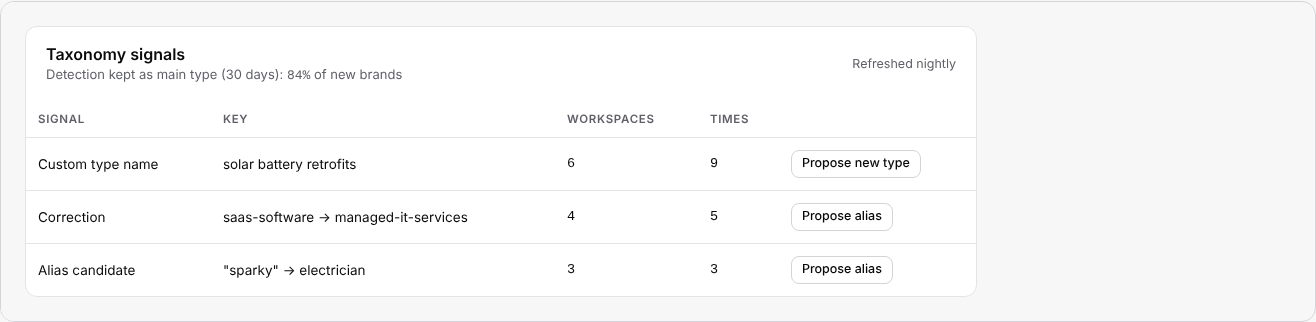 Taxonomy signals
Detection kept as main type (30 days): 84% of new brands
Refreshed nightly
SIGNAL KEY WORKSPACES TIMES
Custom type name solar battery retrofits 6 9 Propose new type
Correction saas-software → managed-it-services 4 5 Propose alias
Alias candidate "sparky" → electrician 3 3 Propose alias